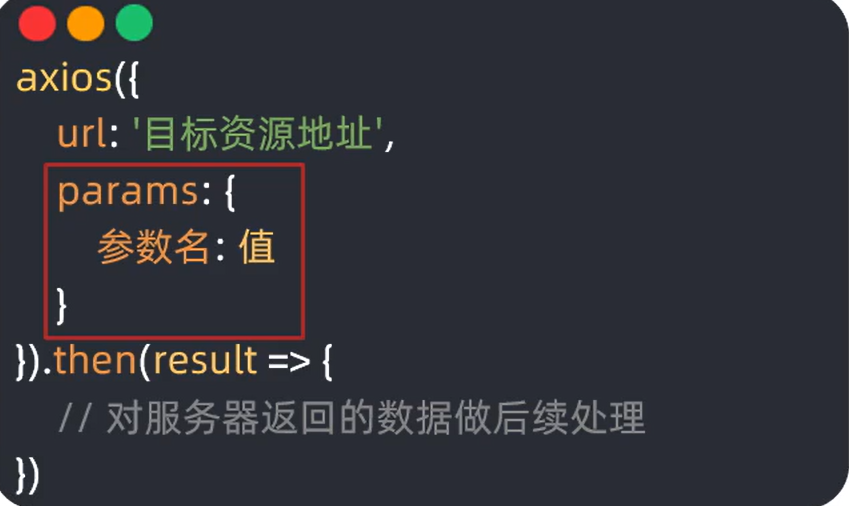 axios({
url: '目标资源地址',
params: {
参数名: 值
}
}).then(result => {
// 对服务器返回的数据做后续处理
})